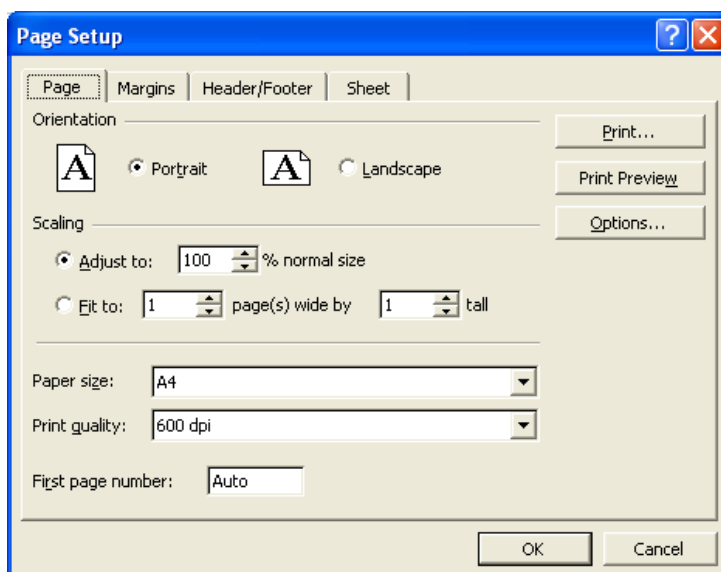 Page Setup
Page Margins Header/Footer Sheet
Orientation
Print...
A Portrait A Landscape
Print Preview
Scaling
Options...
Adjust to: 100 % normal size
Fit to: 1 page(s) wide by 1 tall
Paper size: A4
Print quality: 600 dpi
First page number: Auto
OK Cancel